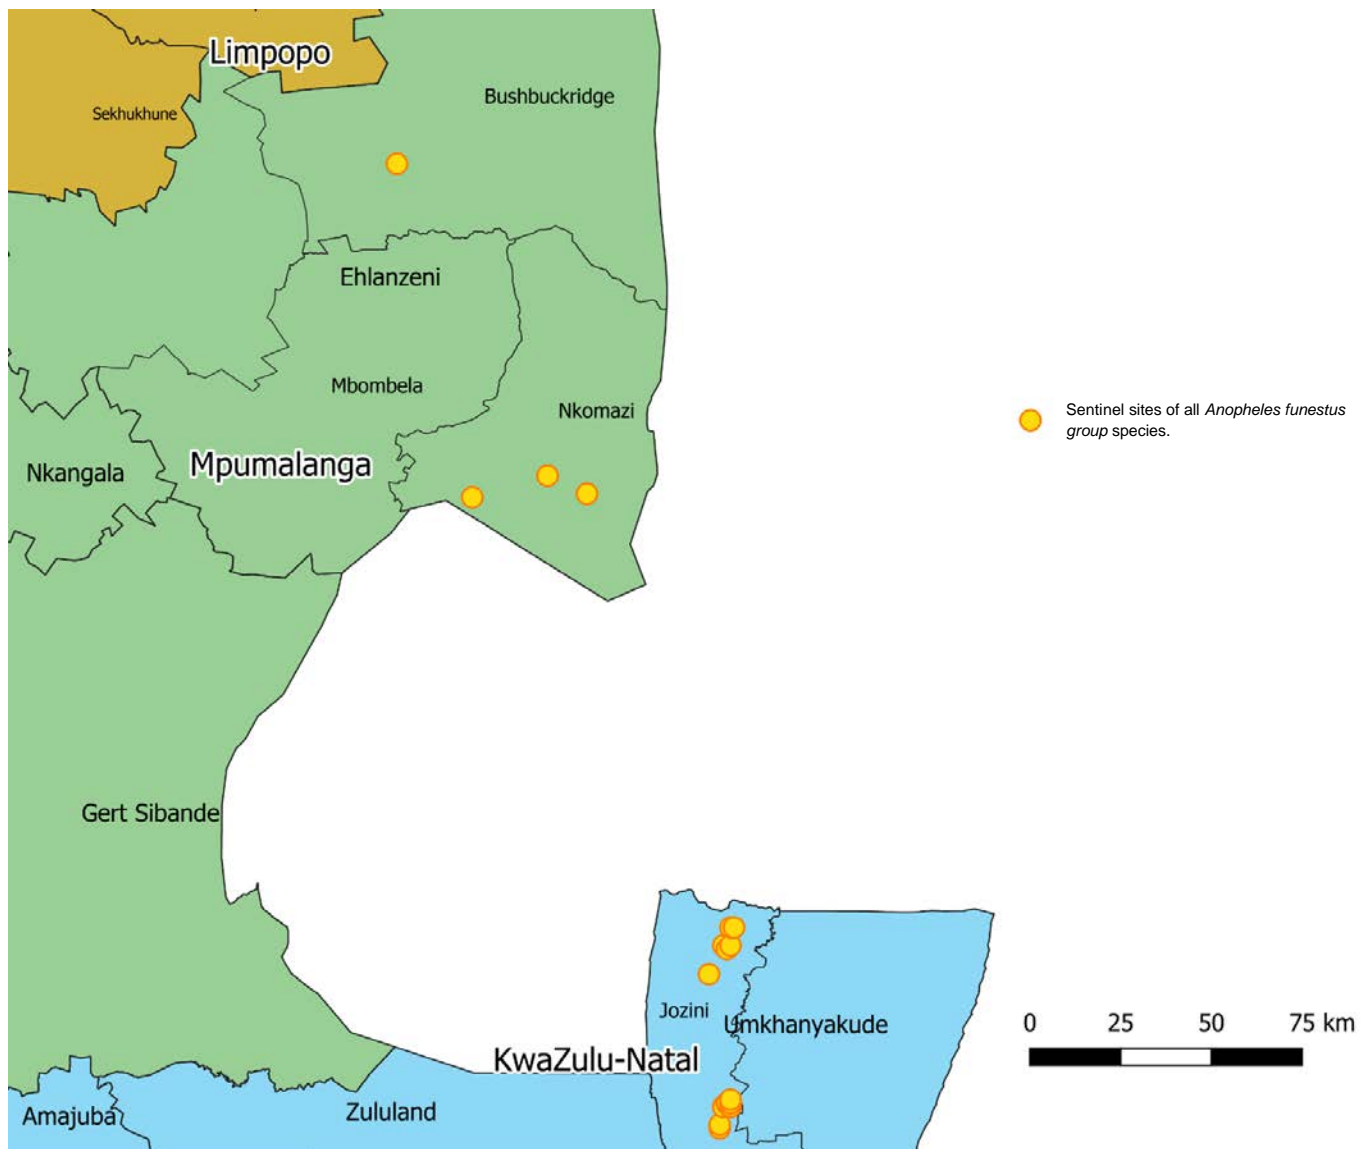 Limpopo
Bushbuckridge
Sekhukhune
Ehlanzeni
Mbombela
Nkomazi
Sentinel sites of all Anopheles funestus
group species.
Mpumalanga
Nkangala
Gert Sibande
Jozini
Umkhanyakude
0 25 50 75 km
KwaZulu-Natal
Zululand
Amajuba